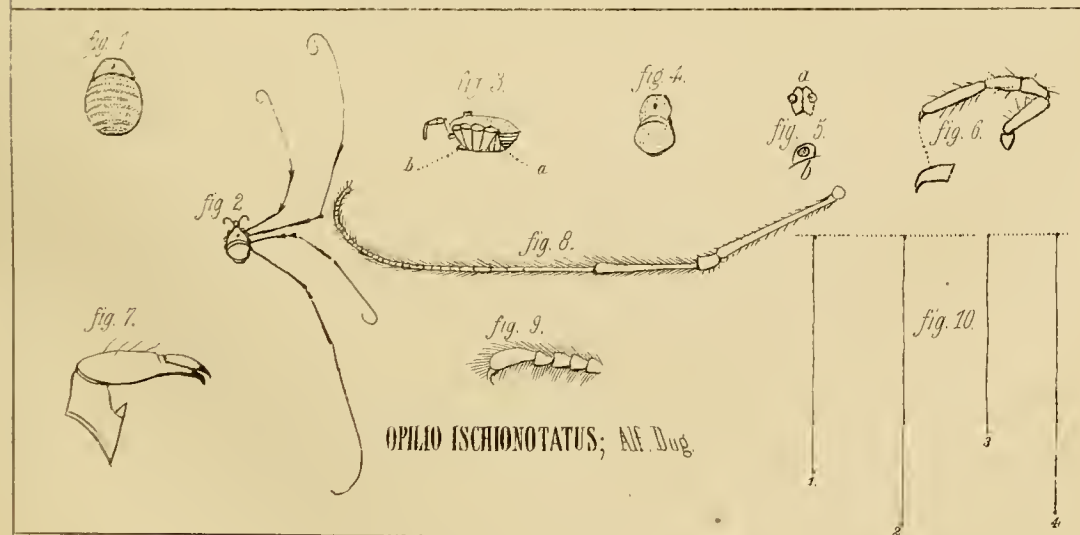 fig. 1
fig. 3.
b
a
fig. 4.
a
fig. 5.
b
fig. 6.
fig 2
fig. 8.
fig. 7.
fig. 9.
fig. 10.
1.
2
3
4.
OPILIO ISCHIONOTATUS; Alf. Dug.